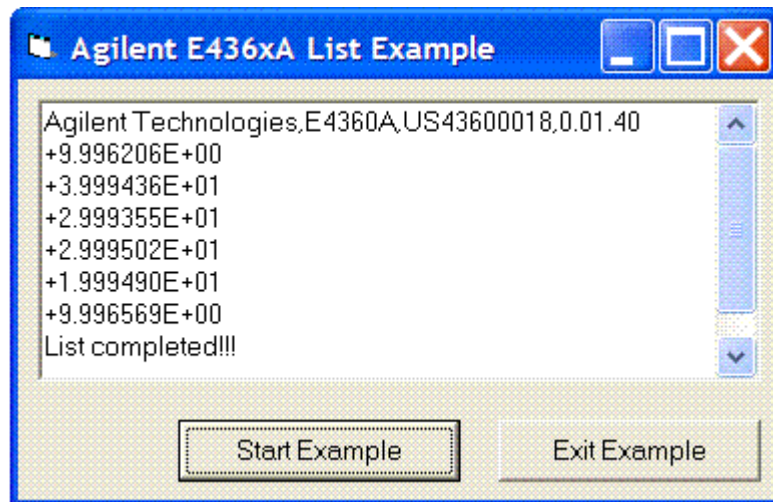 Agilent E436xA List Example
Agilent Technologies,E4360A,US43600018,0.01.40
+9.996206E+00
+3.999436E+01
+2.999355E+01
+2.999502E+01
+1.999490E+01
+9.996569E+00
List completed!!!
Start Example
Exit Example